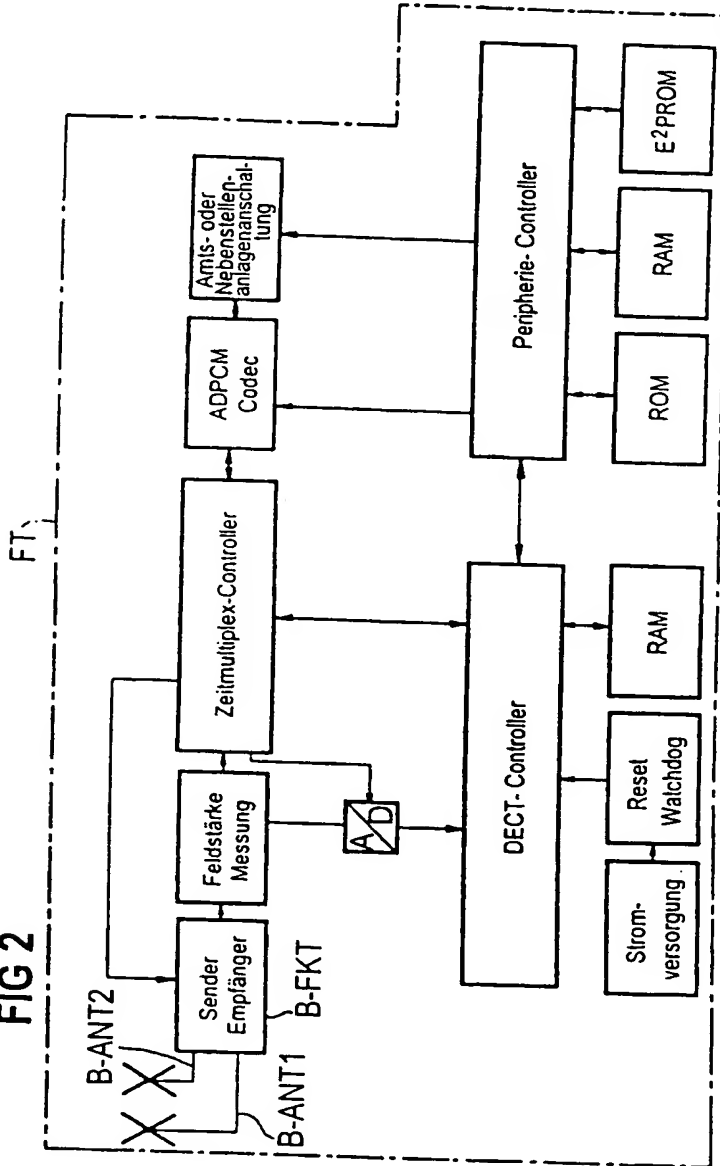 FIG 2
FT
B-ANT2
B-ANT1
B-FKT
Sender
Empfänger
Feldstärke
Messung
Zeitmultiplex-Controller
ADPCM
Codec
Amts- oder
Nebenstellen-
anlagenanschal-
tung
A/D
DECT- Controller
Peripherie- Controller
Strom-
versorgung
Reset
Watchdog
RAM
ROM
RAM
E²PROM